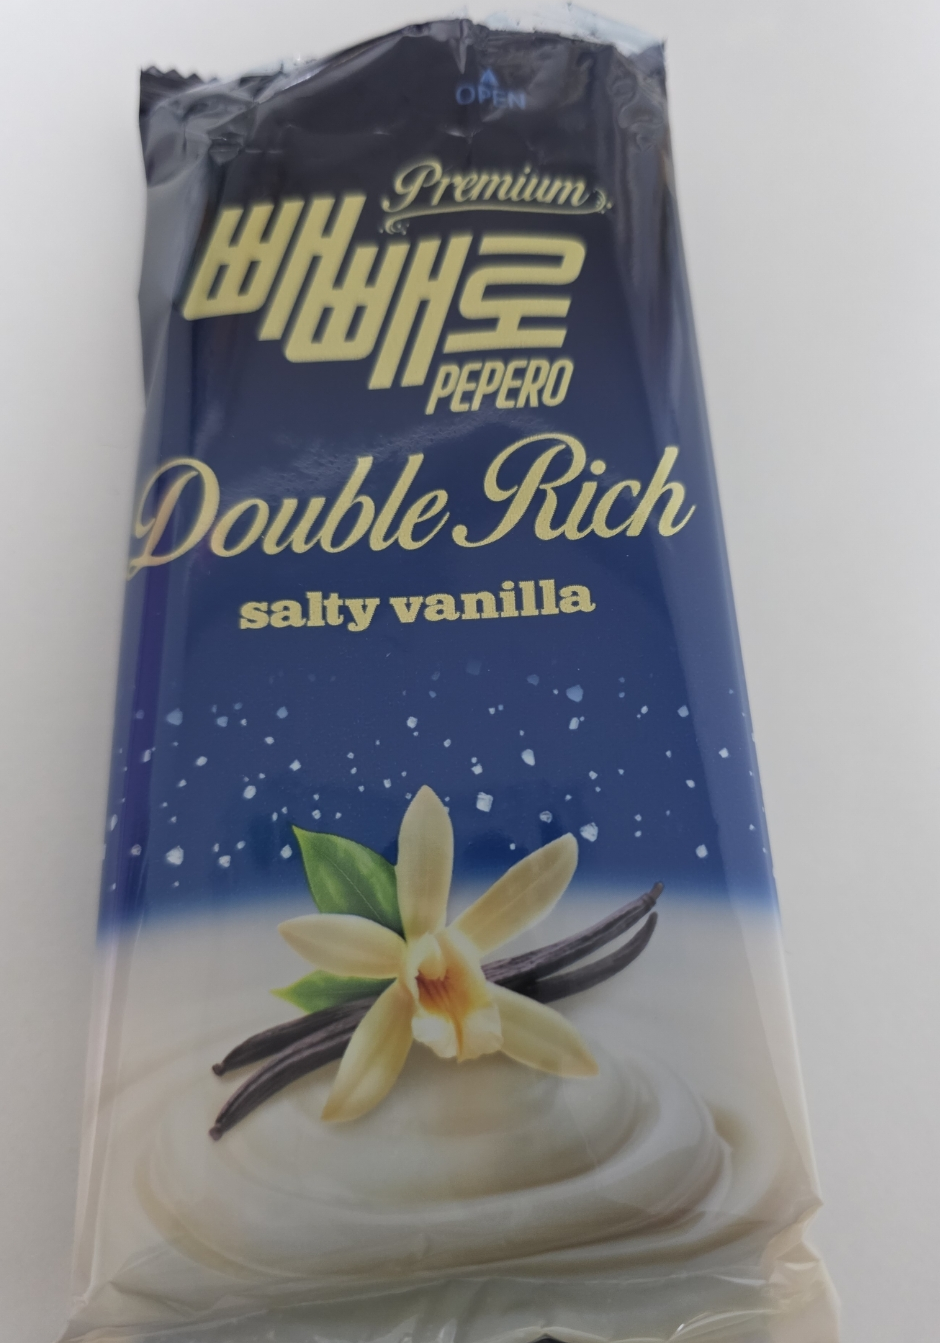 OPEN
Premium
빼빼로
PEPERO
Double Rich
salty vanilla